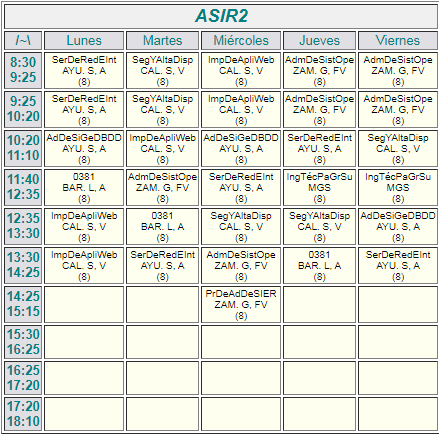 ASIR2
/~\ Lunes Martes Miércoles Jueves Viernes
8:30 SerDeRedEInt SegYAltaDisp ImpDeApliWeb AdmDeSistOpe AdmDeSistOpe
9:25 AYU. S, A CAL. S, V CAL. S, V ZAM. G, FV ZAM. G, FV
(8) (8) (8) (8) (8)
9:25 SerDeRedEInt SegYAltaDisp ImpDeApliWeb AdmDeSistOpe AdmDeSistOpe
10:20 AYU. S, A CAL. S, V CAL. S, V ZAM. G, FV ZAM. G, FV
(8) (8) (8) (8) (8)
10:20 AdDeSiGeDBDD ImpDeApliWeb AdDeSiGeDBDD SerDeRedEInt SegYAltaDisp
11:10 AYU. S, A CAL. S, V AYU. S, A AYU. S, A CAL. S, V
(8) (8) (8) (8) (8)
11:40 0381 AdmDeSistOpe SerDeRedEInt IngTécPaGrSu IngTécPaGrSu
12:35 BAR. L, A ZAM. G, FV AYU. S, A MGS MGS
(8) (8) (8) (8) (8)
12:35 ImpDeApliWeb 0381 SegYAltaDisp SegYAltaDisp AdDeSiGeDBDD
13:30 CAL. S, V BAR. L, A CAL. S, V CAL. S, V AYU. S, A
(8) (8) (8) (8) (8)
13:30 ImpDeApliWeb SerDeRedEInt AdmDeSistOpe 0381 SerDeRedEInt
14:25 CAL. S, V AYU. S, A ZAM. G, FV BAR. L, A AYU. S, A
(8) (8) (8) (8) (8)
14:25 PrDeAdDeSIER
15:15 ZAM. G, FV
(8)
15:30
16:25
16:25
17:20
17:20
18:10